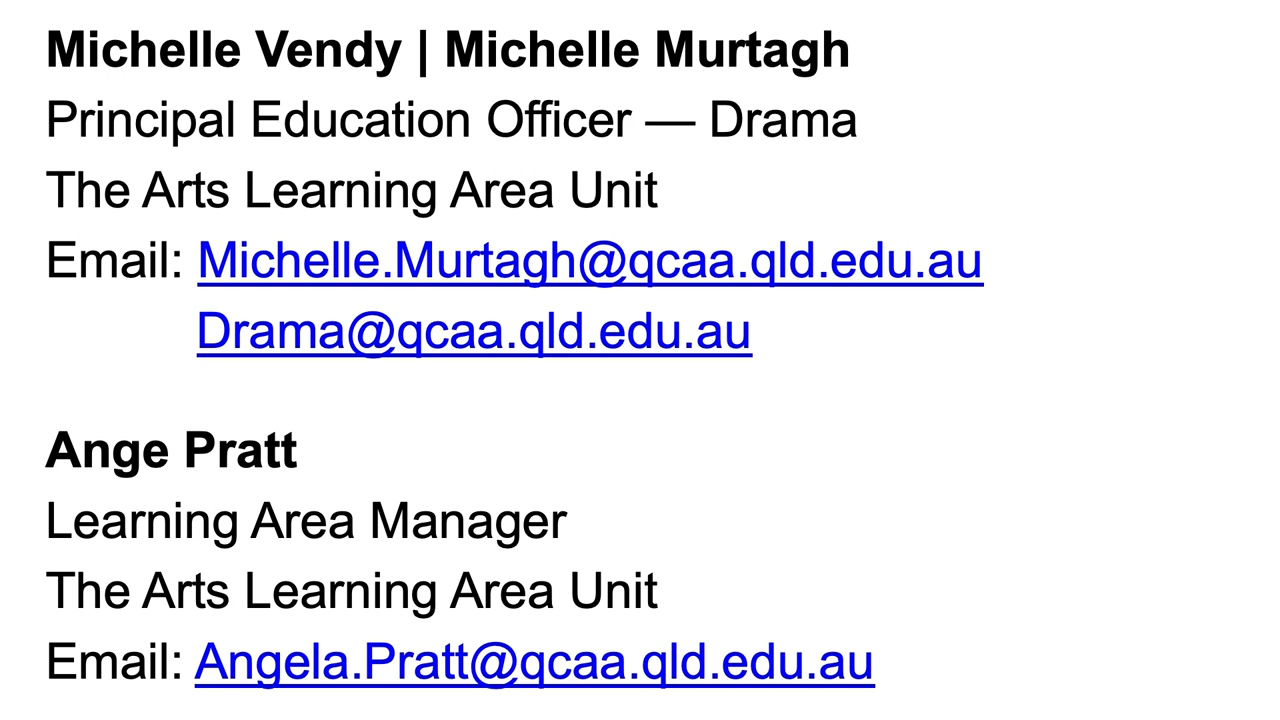 Michelle Vendy | Michelle Murtagh
Principal Education Officer — Drama
The Arts Learning Area Unit
Email: Michelle.Murtagh@qcaa.qld.edu.au
Drama@qcaa.qld.edu.au
Ange Pratt
Learning Area Manager
The Arts Learning Area Unit
Email: Angela.Pratt@qcaa.qld.edu.au